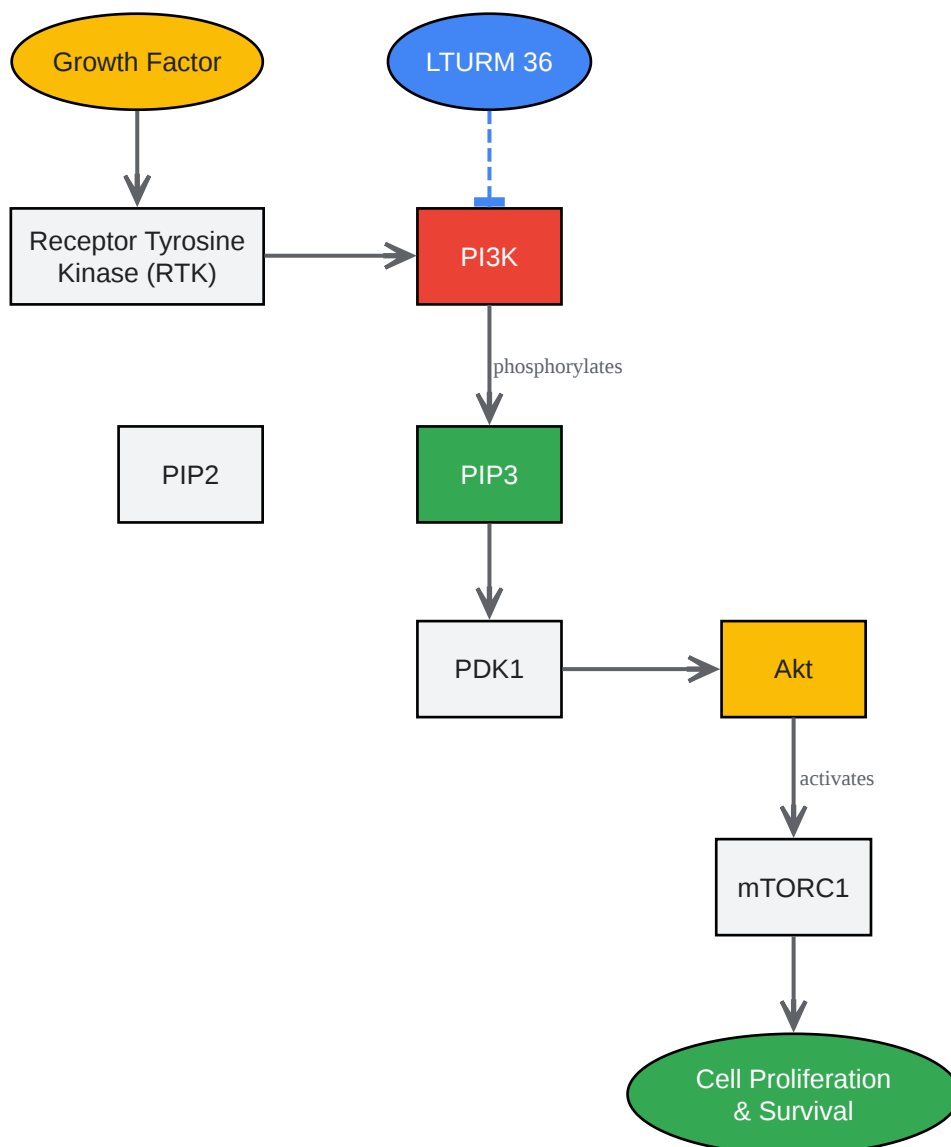 Growth Factor
LTURM 36
Receptor Tyrosine
Kinase (RTK)
PI3K
phosphorylates
PIP2
PIP3
PDK1
Akt
activates
mTORC1
Cell Proliferation
& Survival